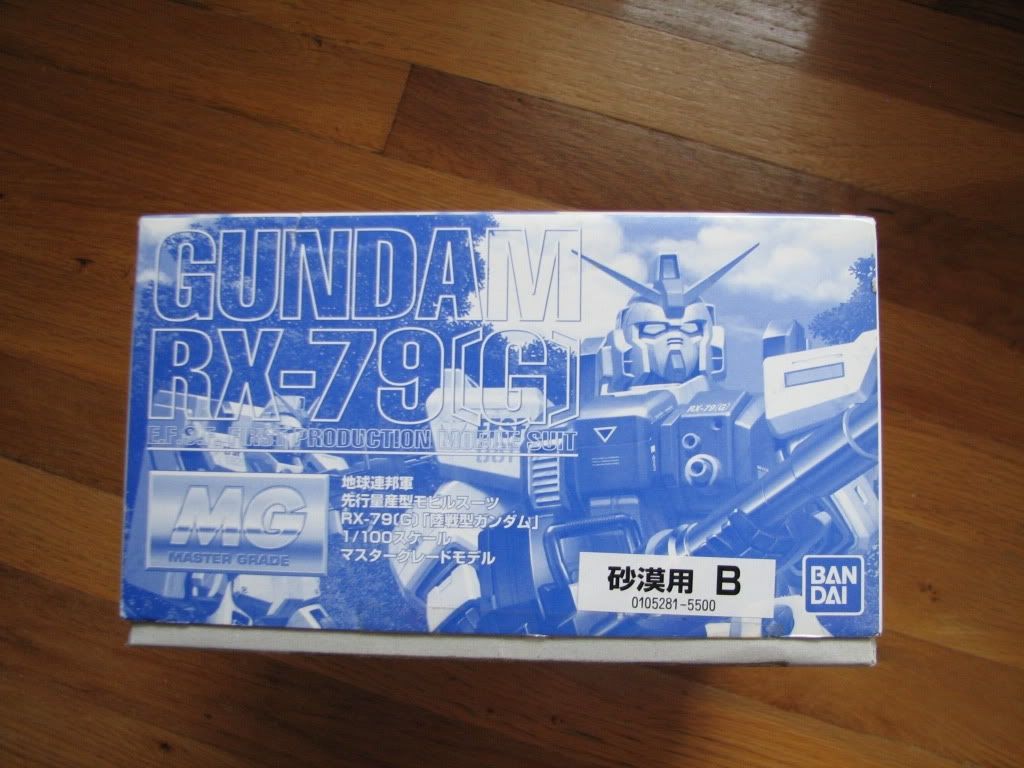 GUNDAM
RX-79[G]
E.F.S.F. FIRST PRODUCTION MOBILE SUIT
MG
MASTER GRADE
地球連邦軍
先行量産型モビルスーツ
RX-79[G]「陸戦型ガンダム」
1/100スケール
マスターグレードモデル
RX-79[G]
砂漠用 B
0105281-5500
BAN
DAI